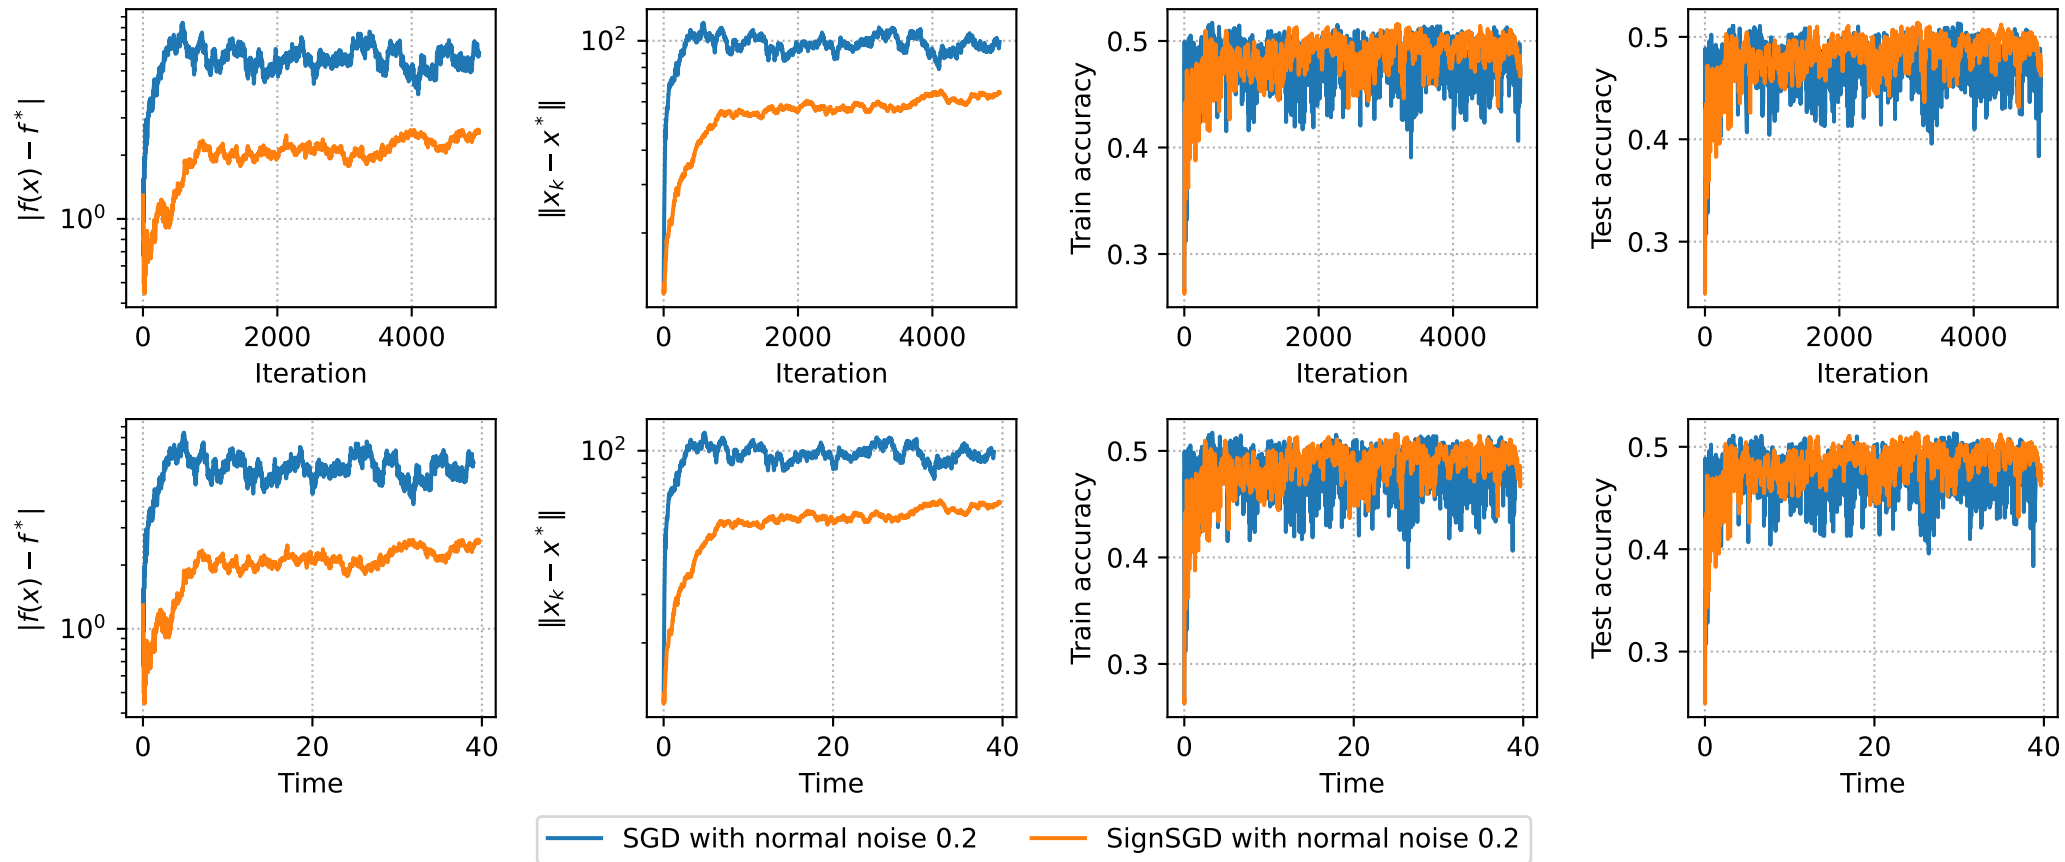 |f(x) − f*|
10⁰
0 2000 4000
Iteration
‖xₖ − x*‖
10²
0 2000 4000
Iteration
Train accuracy
0.5
0.4
0.3
0 2000 4000
Iteration
Test accuracy
0.5
0.4
0.3
0 2000 4000
Iteration
|f(x) − f*|
10⁰
0 20 40
Time
‖xₖ − x*‖
10²
0 20 40
Time
Train accuracy
0.5
0.4
0.3
0 20 40
Time
Test accuracy
0.5
0.4
0.3
0 20 40
Time
SGD with normal noise 0.2
SignSGD with normal noise 0.2